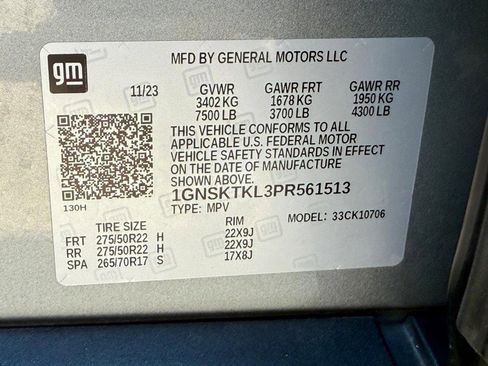 gm
MFD BY GENERAL MOTORS LLC
11/23 GVWR GAWR FRT GAWR RR
3402 KG 1678 KG 1950 KG
7500 LB 3700 LB 4300 LB
THIS VEHICLE CONFORMS TO ALL
APPLICABLE U.S. FEDERAL MOTOR
VEHICLE SAFETY STANDARDS IN EFFECT
ON THE DATE OF MANUFACTURE
SHOWN ABOVE.
1GNSKTKL3PR561513
130H
TYPE: MPV
TIRE SIZE RIM MODEL: 33CK10706
FRT 275/50R22 H 22X9J
RR 275/50R22 H 22X9J
SPA 265/70R17 S 17X8J